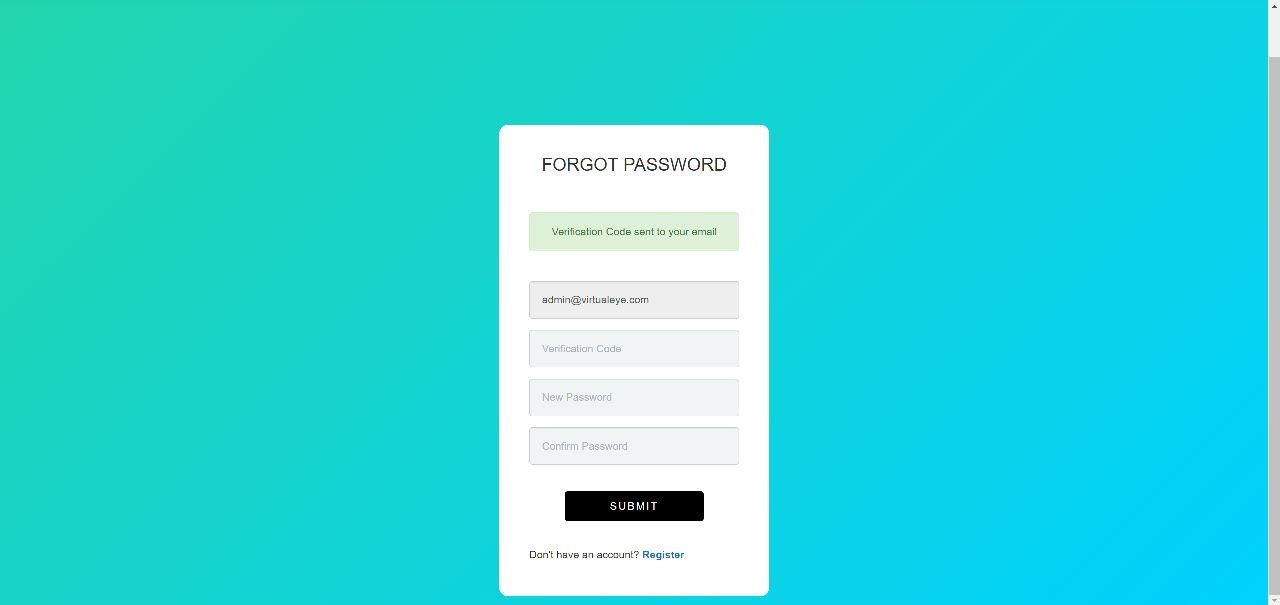 FORGOT PASSWORD
Verification Code sent to your email
admin@virtualeye.com
Verification Code
New Password
Confirm Password
SUBMIT
Don't have an account? Register